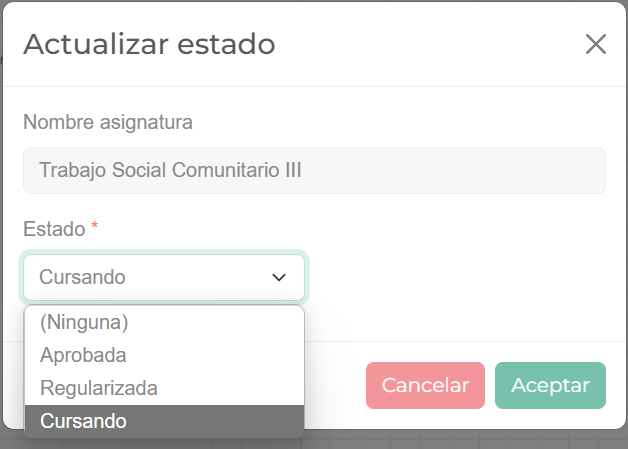 Actualizar estado
Nombre asignatura
Trabajo Social Comunitario III
Estado *
Cursando
(Ninguna)
Aprobada
Regularizada
Cursando
Cancelar
Aceptar